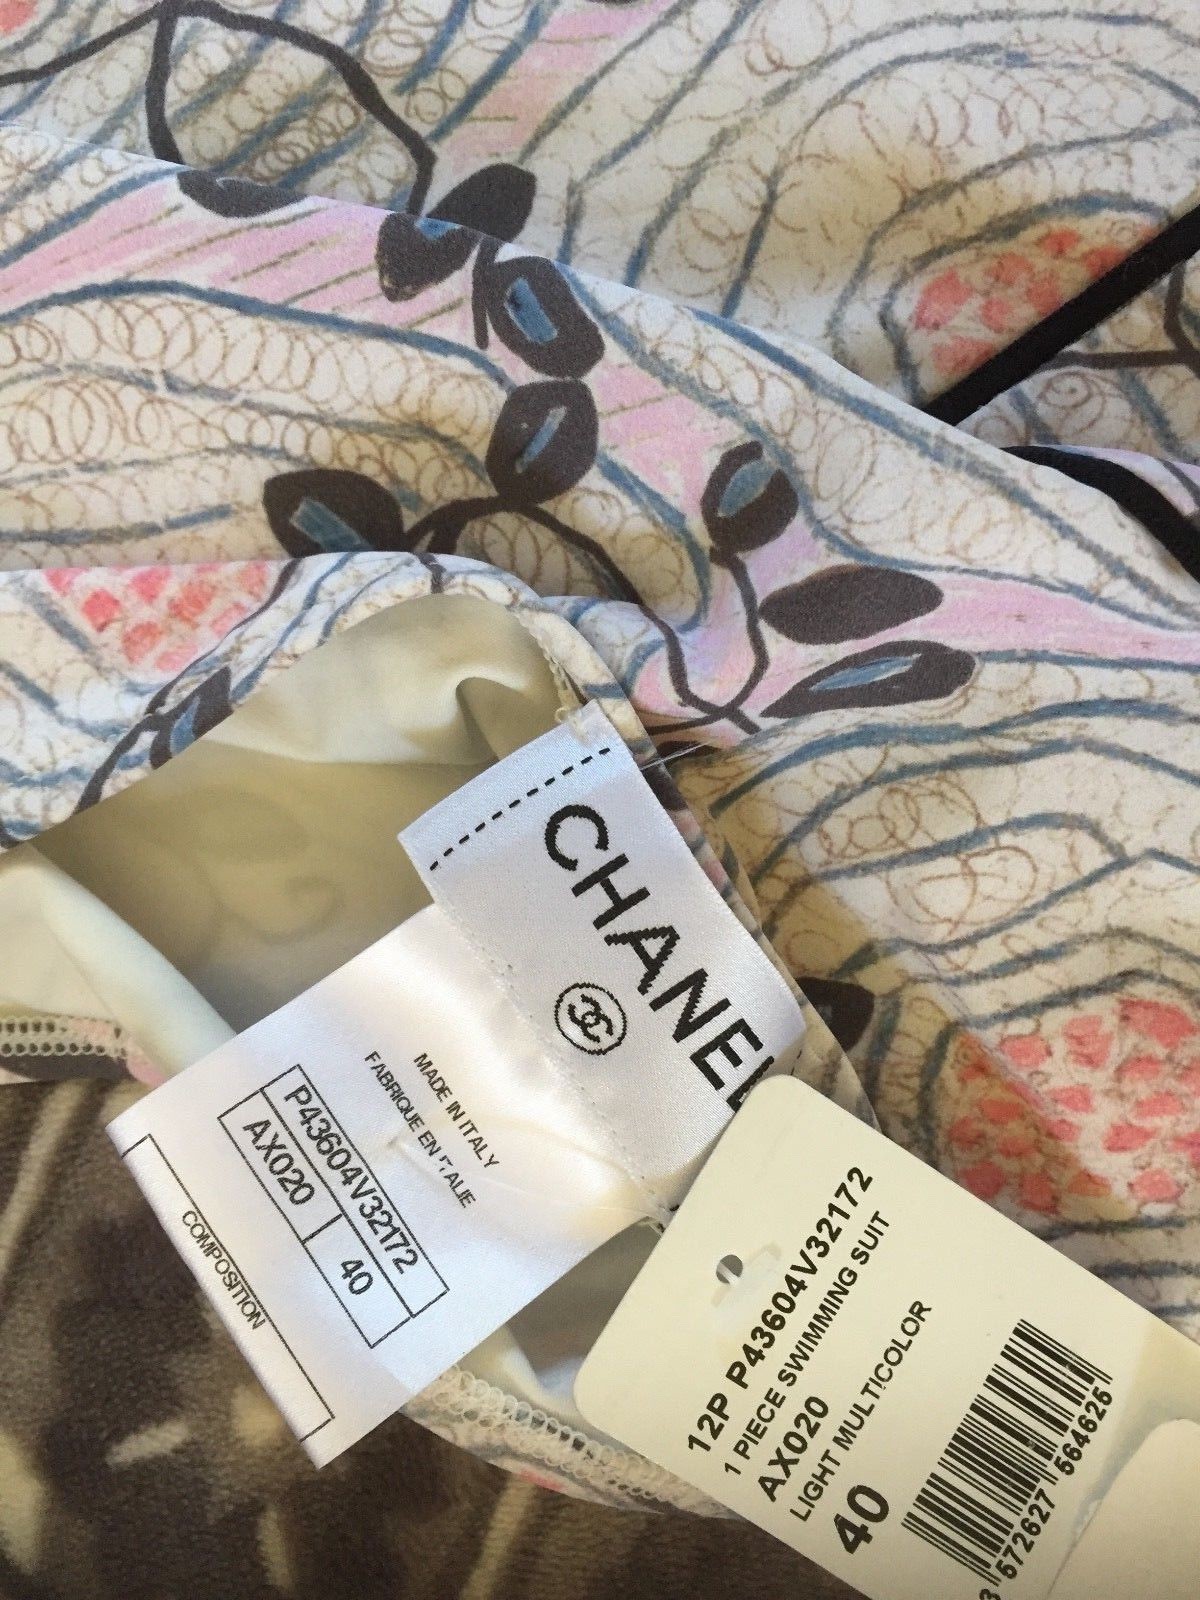 CHANEL
MADE IN ITALY
FABRIQUE EN ITALIE
P43604V32172
AX020 40
COMPOSITION
12P P43604V32172
1 PIECE SWIMMING SUIT
AX020
LIGHT MULTICOLOR
40
3 572627 564625